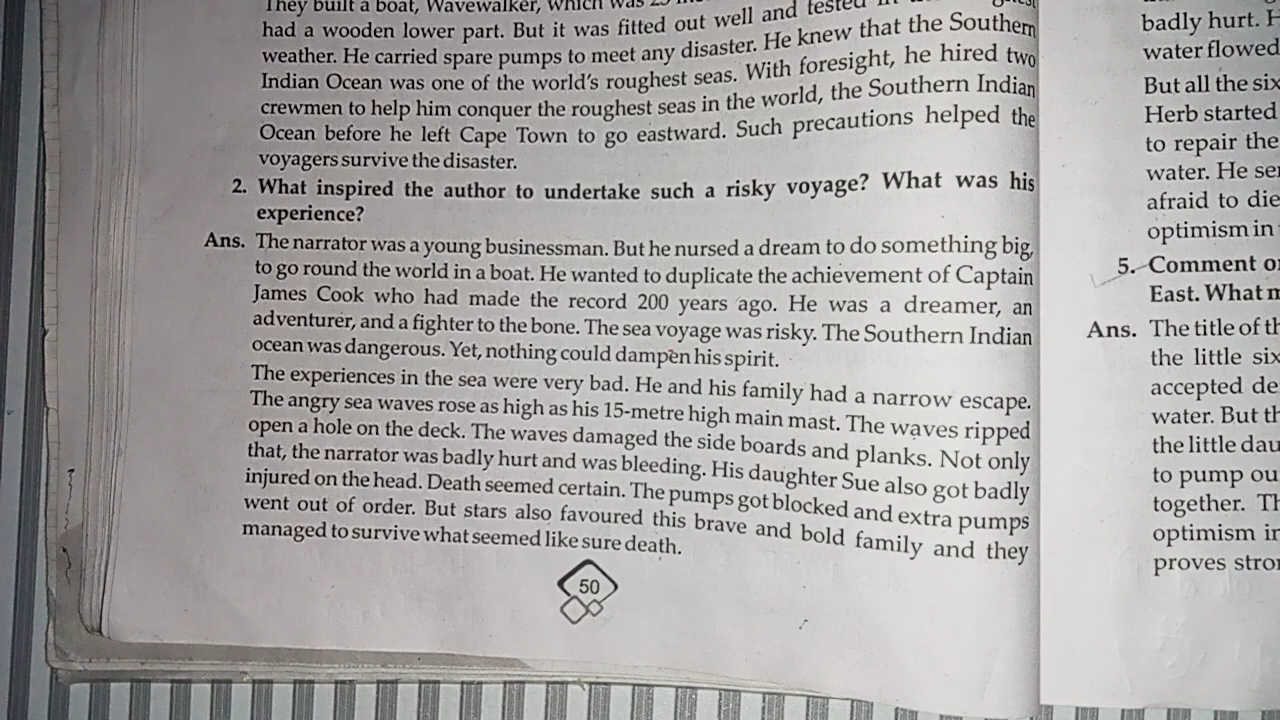 They built a boat, Wavewalker, which was 23
had a wooden lower part. But it was fitted out well and tested
weather. He carried spare pumps to meet any disaster. He knew that the Southern
Indian Ocean was one of the world's roughest seas. With foresight, he hired two
crewmen to help him conquer the roughest seas in the world, the Southern Indian
Ocean before he left Cape Town to go eastward. Such precautions helped the
voyagers survive the disaster.
2. What inspired the author to undertake such a risky voyage? What was his
experience?
Ans. The narrator was a young businessman. But he nursed a dream to do something big,
to go round the world in a boat. He wanted to duplicate the achievement of Captain
James Cook who had made the record 200 years ago. He was a dreamer, an
adventurer, and a fighter to the bone. The sea voyage was risky. The Southern Indian
ocean was dangerous. Yet, nothing could dampen his spirit.
The experiences in the sea were very bad. He and his family had a narrow escape.
The angry sea waves rose as high as his 15-metre high main mast. The waves ripped
open a hole on the deck. The waves damaged the side boards and planks. Not only
that, the narrator was badly hurt and was bleeding. His daughter Sue also got badly
injured on the head. Death seemed certain. The pumps got blocked and extra pumps
went out of order. But stars also favoured this brave and bold family and they
managed to survive what seemed like sure death.
50
badly hurt.
water flowed
But all the six
Herb started
to repair the
water. He
afraid to die
optimism in
5. Comment
East. What
Ans. The title of
the little six
accepted
water. But
the little
to pump
together.
optimism
proves